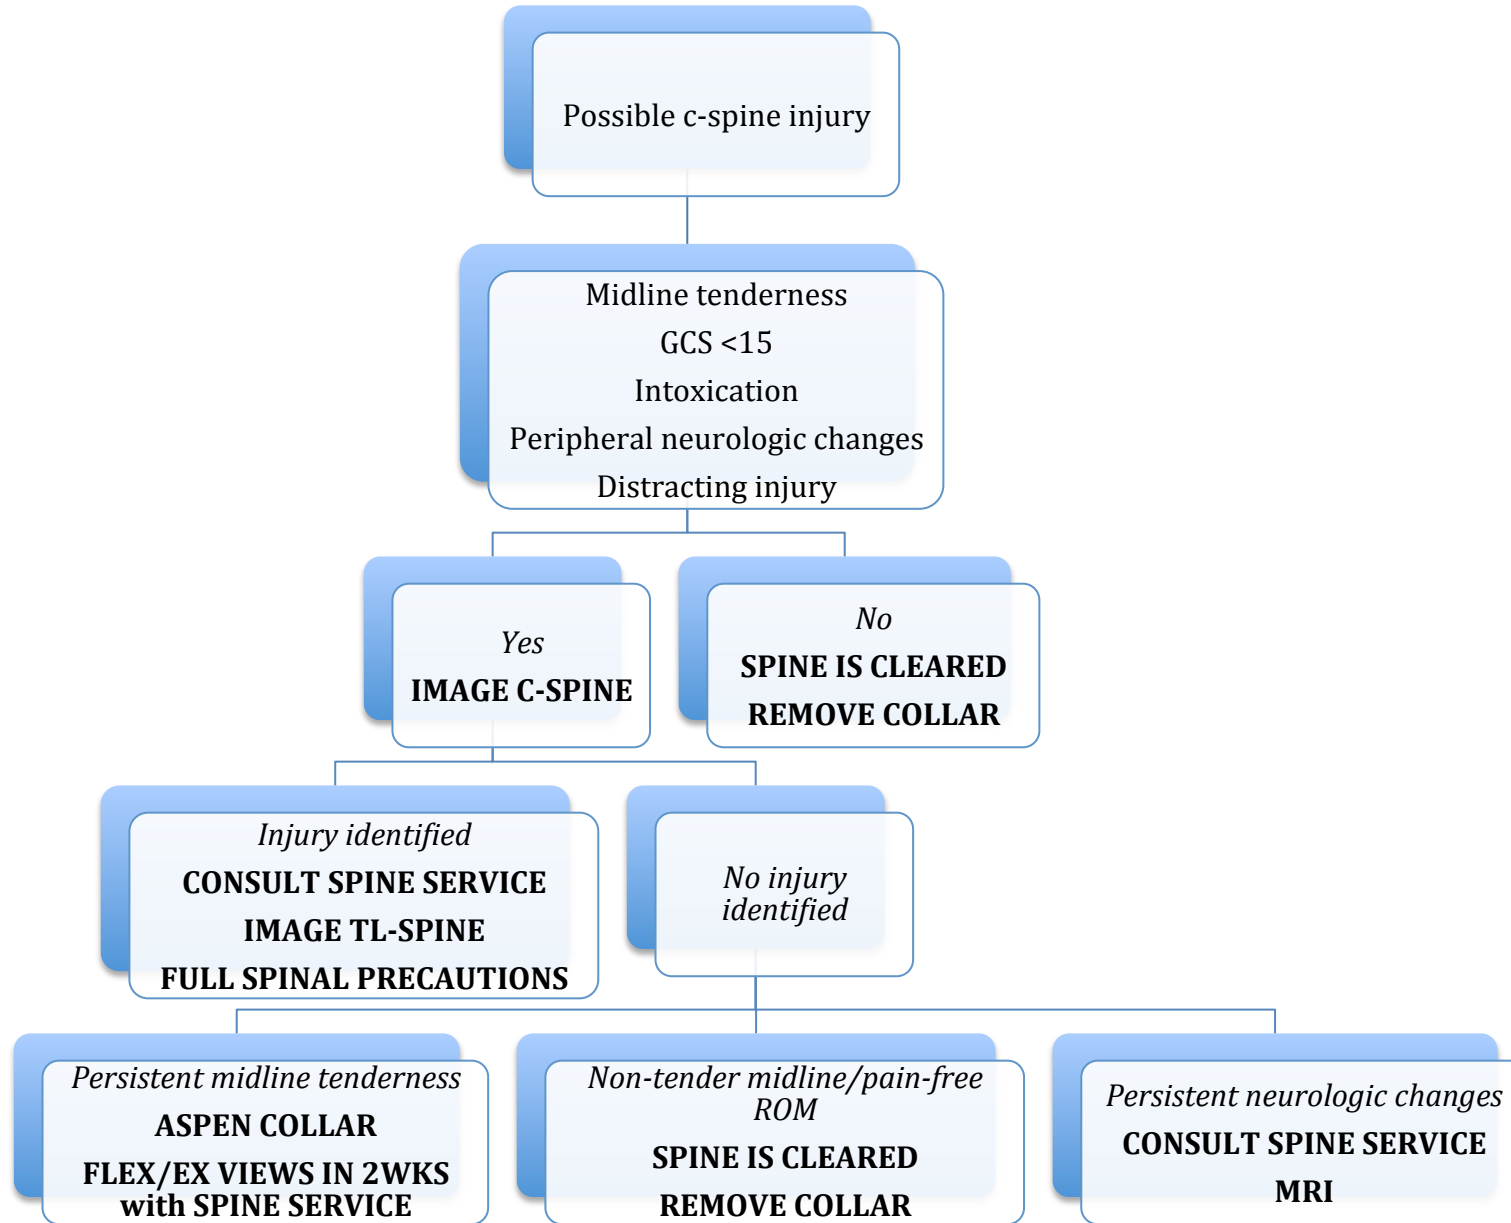 Possible c-spine injury
Midline tenderness
GCS <15
Intoxication
Peripheral neurologic changes
Distracting injury
Yes
IMAGE C-SPINE
No
SPINE IS CLEARED
REMOVE COLLAR
Injury identified
CONSULT SPINE SERVICE
IMAGE TL-SPINE
FULL SPINAL PRECAUTIONS
No injury
identified
Persistent midline tenderness
ASPEN COLLAR
FLEX/EX VIEWS IN 2WKS
with SPINE SERVICE
Non-tender midline/pain-free
ROM
SPINE IS CLEARED
REMOVE COLLAR
Persistent neurologic changes
CONSULT SPINE SERVICE
MRI